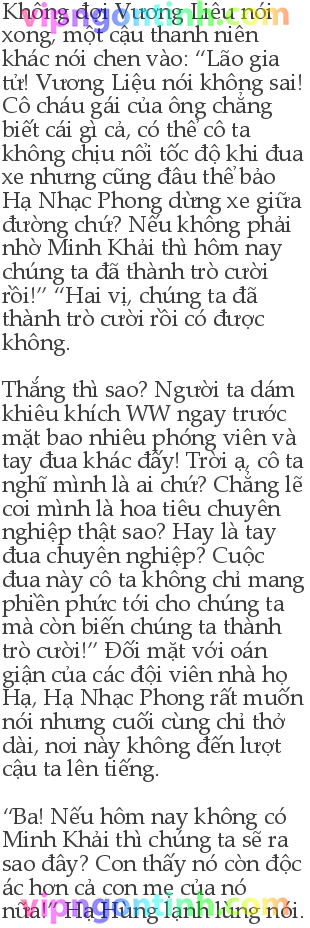 Không đợi Vương Liêu nói
xong, một cậu thanh niên
khác nói chen vào: “Lão gia
tử! Vương Liệu nói không sai!
Cô cháu gái của ông chẳng
biết cái gì cả, có thể cô ta
không chịu nổi tốc độ khi đua
xe nhưng cũng đâu thể bảo
Hạ Nhạc Phong dừng xe giữa
đường chứ? Nếu không phải
nhờ Minh Khải thì hôm nay
chúng ta đã thành trò cười
rồi!” “Hai vị, chúng ta đã
thành trò cười rồi có được
không.
Thắng thì sao? Người ta dám
khiêu khích WW ngay trước
mặt bao nhiêu phóng viên và
tay đua khác đấy! Trời ạ, cô ta
nghĩ mình là ai chứ? Chẳng lẽ
coi mình là hoa tiêu chuyên
nghiệp thật sao? Hay là tay
đua chuyên nghiệp? Cuộc
đua này cô ta không chỉ mang
phiền phức tới cho chúng ta
mà còn biến chúng ta thành
trò cười!” Đối mặt với oán
giận của các đội viên nhà họ
Hạ, Hạ Nhạc Phong rất muốn
nói nhưng cuối cùng chỉ thở
dài, nơi này không đến lượt
cậu ta lên tiếng.
“Ba! Nếu hôm nay không có
Minh Khải thì chúng ta sẽ ra
sao đây? Con thấy nó còn độc
ác hơn cả con mẹ của nó
nữa!” Hạ Hùng lạnh lùng nói.
vipngontinh.com
vipngontinh.com